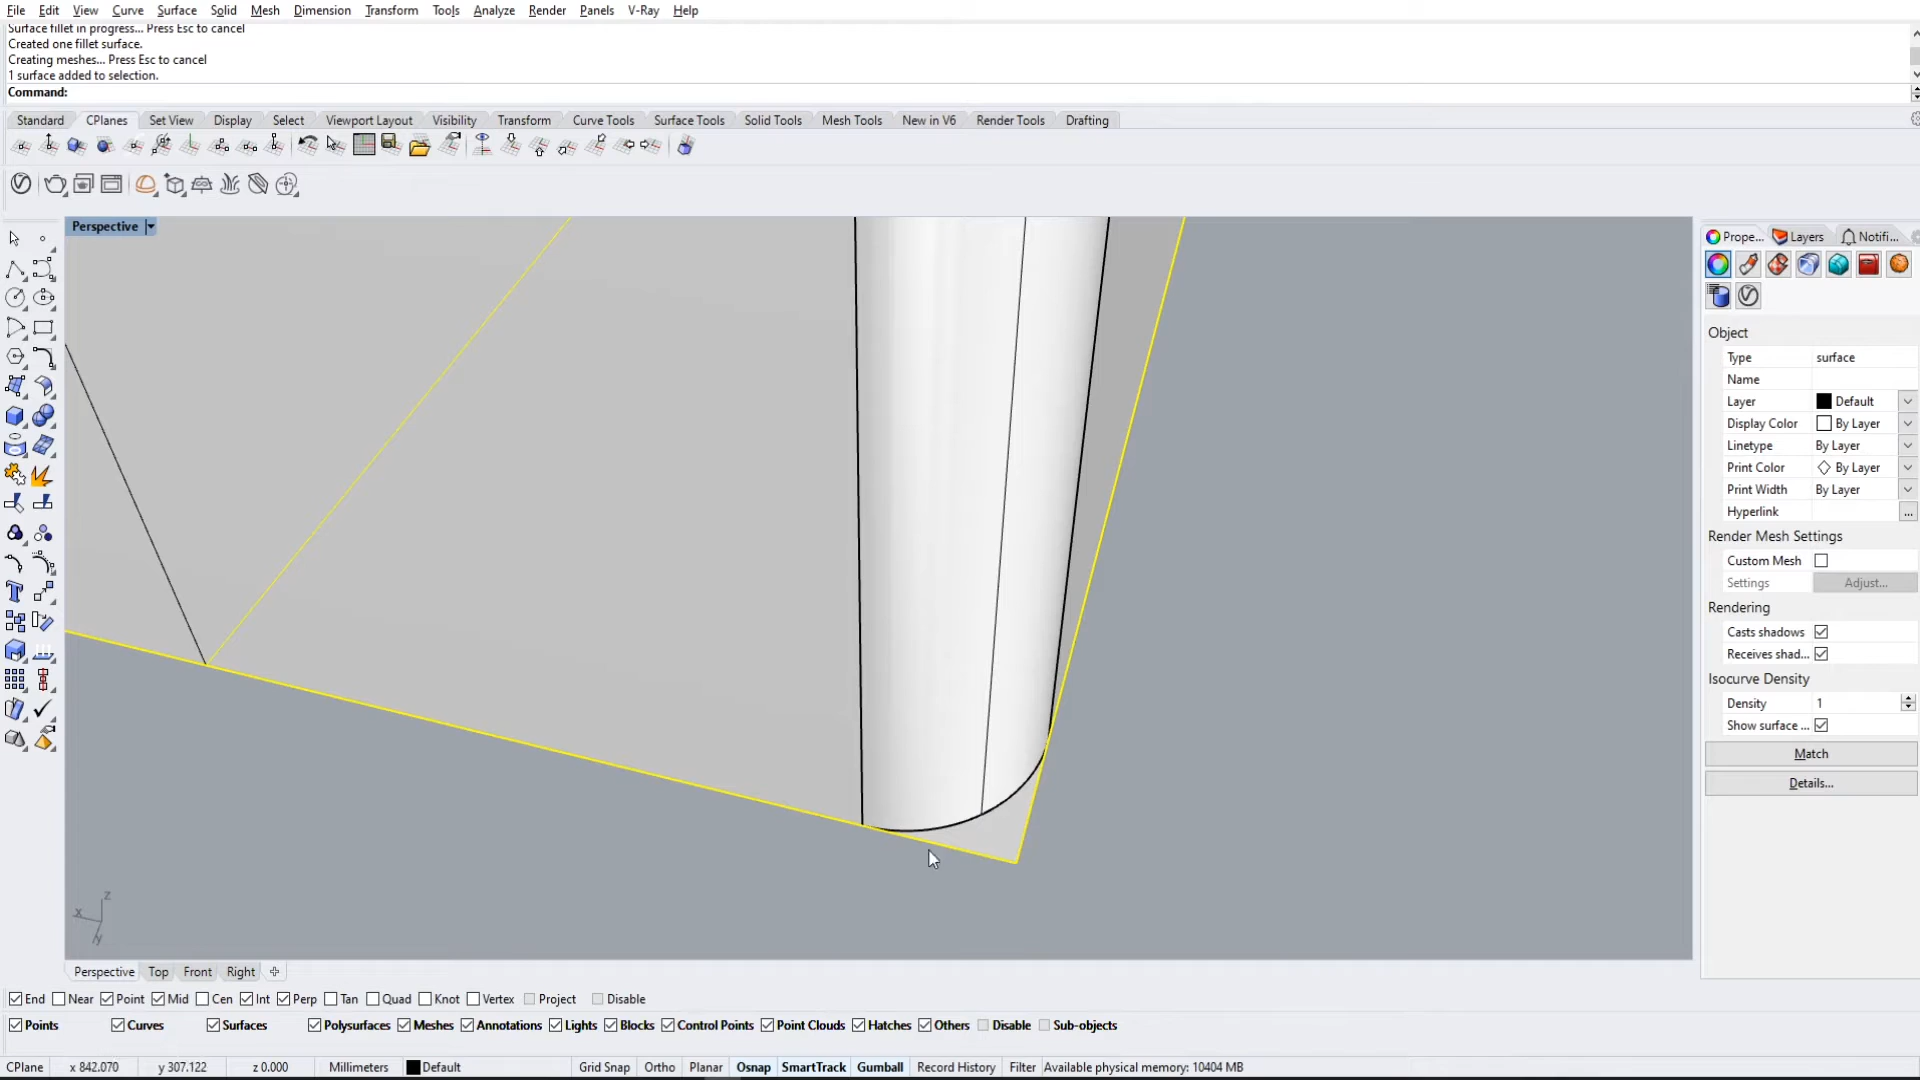 File Edit View Curve Surface Solid Mesh Dimension Transform Tools Analyze Render Panels V-Ray Help
Surface fillet in progress... Press Esc to cancel
Created one fillet surface.
Creating meshes... Press Esc to cancel
1 surface added to selection.
Command:
Standard CPlanes Set View Display Select Viewport Layout Visibility Transform Curve Tools Surface Tools Solid Tools Mesh Tools New in V6 Render Tools Drafting
Perspective
Prope... Layers Notifi...
Object
Type surface
Name
Layer Default
Display Color By Layer
Linetype By Layer
Print Color By Layer
Print Width By Layer
Hyperlink ...
Render Mesh Settings
Custom Mesh
Settings Adjust...
Rendering
Casts shadows
Receives shad...
Isocurve Density
Density 1
Show surface ...
Match
Details...
z
x
y
Perspective Top Front Right
End Near Point Mid Cen Int Perp Tan Quad Knot Vertex Project Disable
Points Curves Surfaces Polysurfaces Meshes Annotations Lights Blocks Control Points Point Clouds Hatches Others Disable Sub-objects
CPlane x 842.070 y 307.122 z 0.000 Millimeters Default Grid Snap Ortho Planar Osnap SmartTrack Gumball Record History Filter Available physical memory: 10404 MB